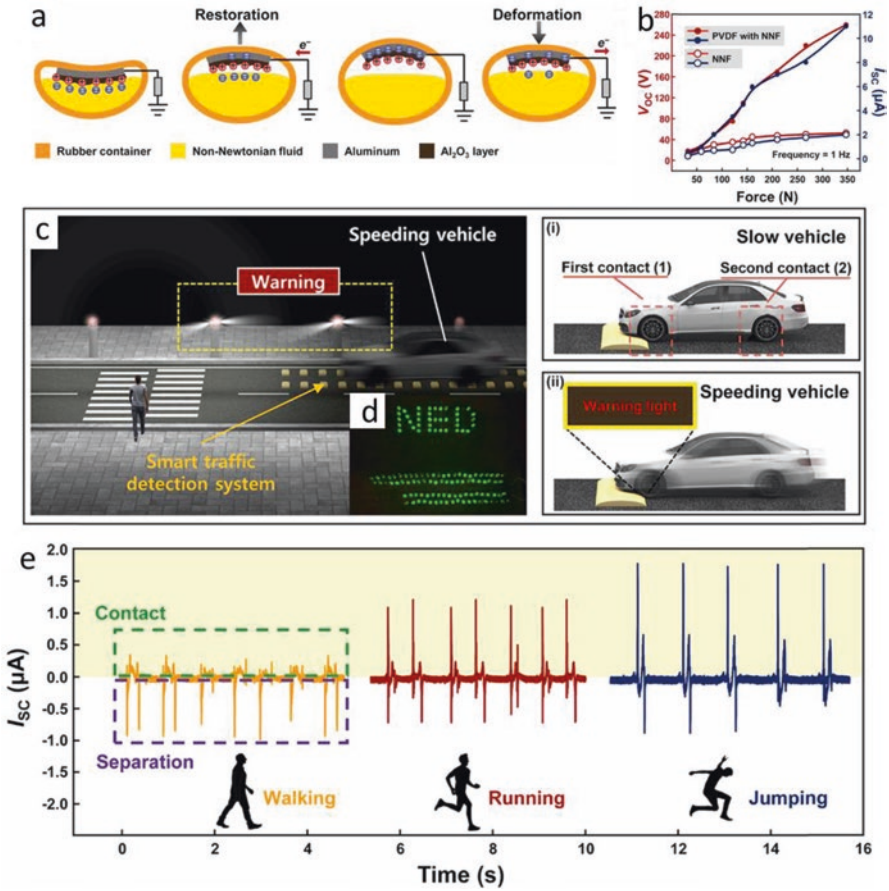 a
Restoration
Deformation
e⁻
e⁻
Rubber container
Non-Newtonian fluid
Aluminum
Al₂O₃ layer
b
PVDF with NNF
NNF
V_OC (V)
280
240
200
160
120
80
40
0
I_SC (µA)
12
10
8
6
4
2
0
Frequency = 1 Hz
50 100 150 200 250 300 350
Force (N)
c
Speeding vehicle
Warning
Smart traffic
detection system
d
NED
(i)
Slow vehicle
First contact (1)
Second contact (2)
(ii)
Speeding vehicle
Warning light
e
I_SC (µA)
2.0
1.5
1.0
0.5
0.0
-0.5
-1.0
-1.5
-2.0
Contact
Separation
Walking
Running
Jumping
0 2 4 6 8 10 12 14 16
Time (s)